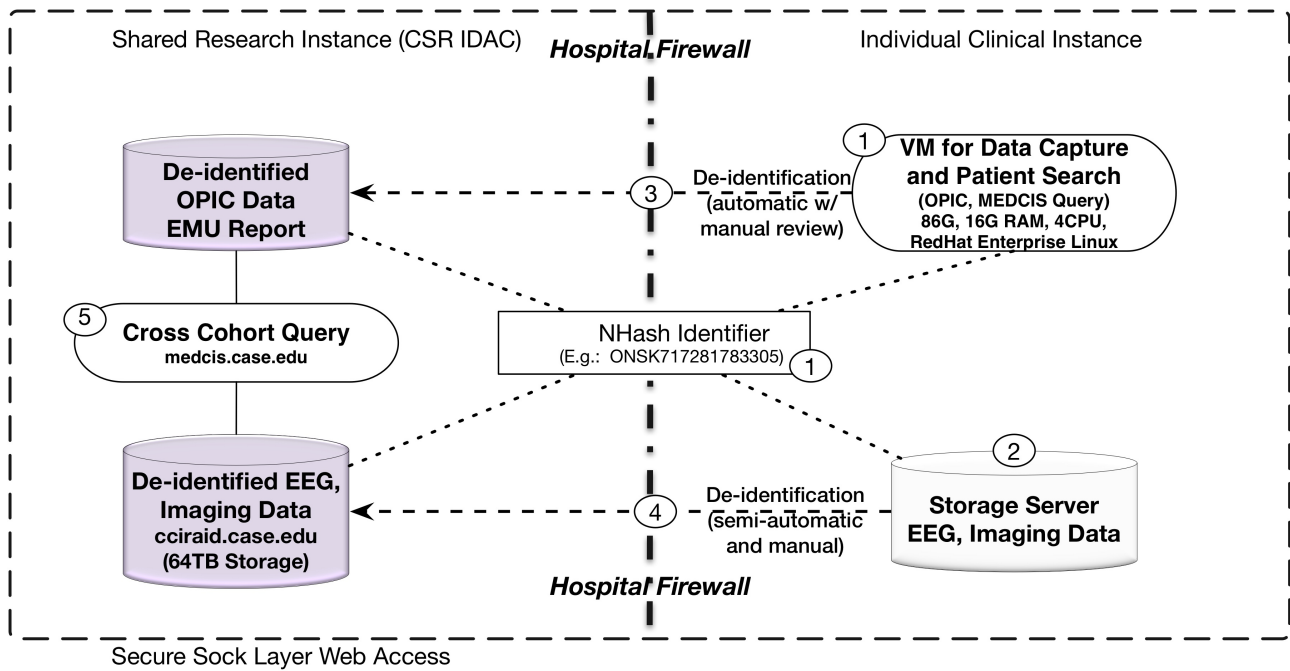 Shared Research Instance (CSR IDAC)
Hospital Firewall
Individual Clinical Instance
De-identified
OPIC Data
EMU Report
3
De-identification
(automatic w/
manual review)
1
VM for Data Capture
and Patient Search
(OPIC, MEDCIS Query)
86G, 16G RAM, 4CPU,
RedHat Enterprise Linux
5
Cross Cohort Query
medcis.case.edu
NHash Identifier
(E.g.: ONSK717281783305)
1
De-identified EEG,
Imaging Data
cciraid.case.edu
(64TB Storage)
4
De-identification
(semi-automatic
and manual)
2
Storage Server
EEG, Imaging Data
Hospital Firewall
Secure Sock Layer Web Access